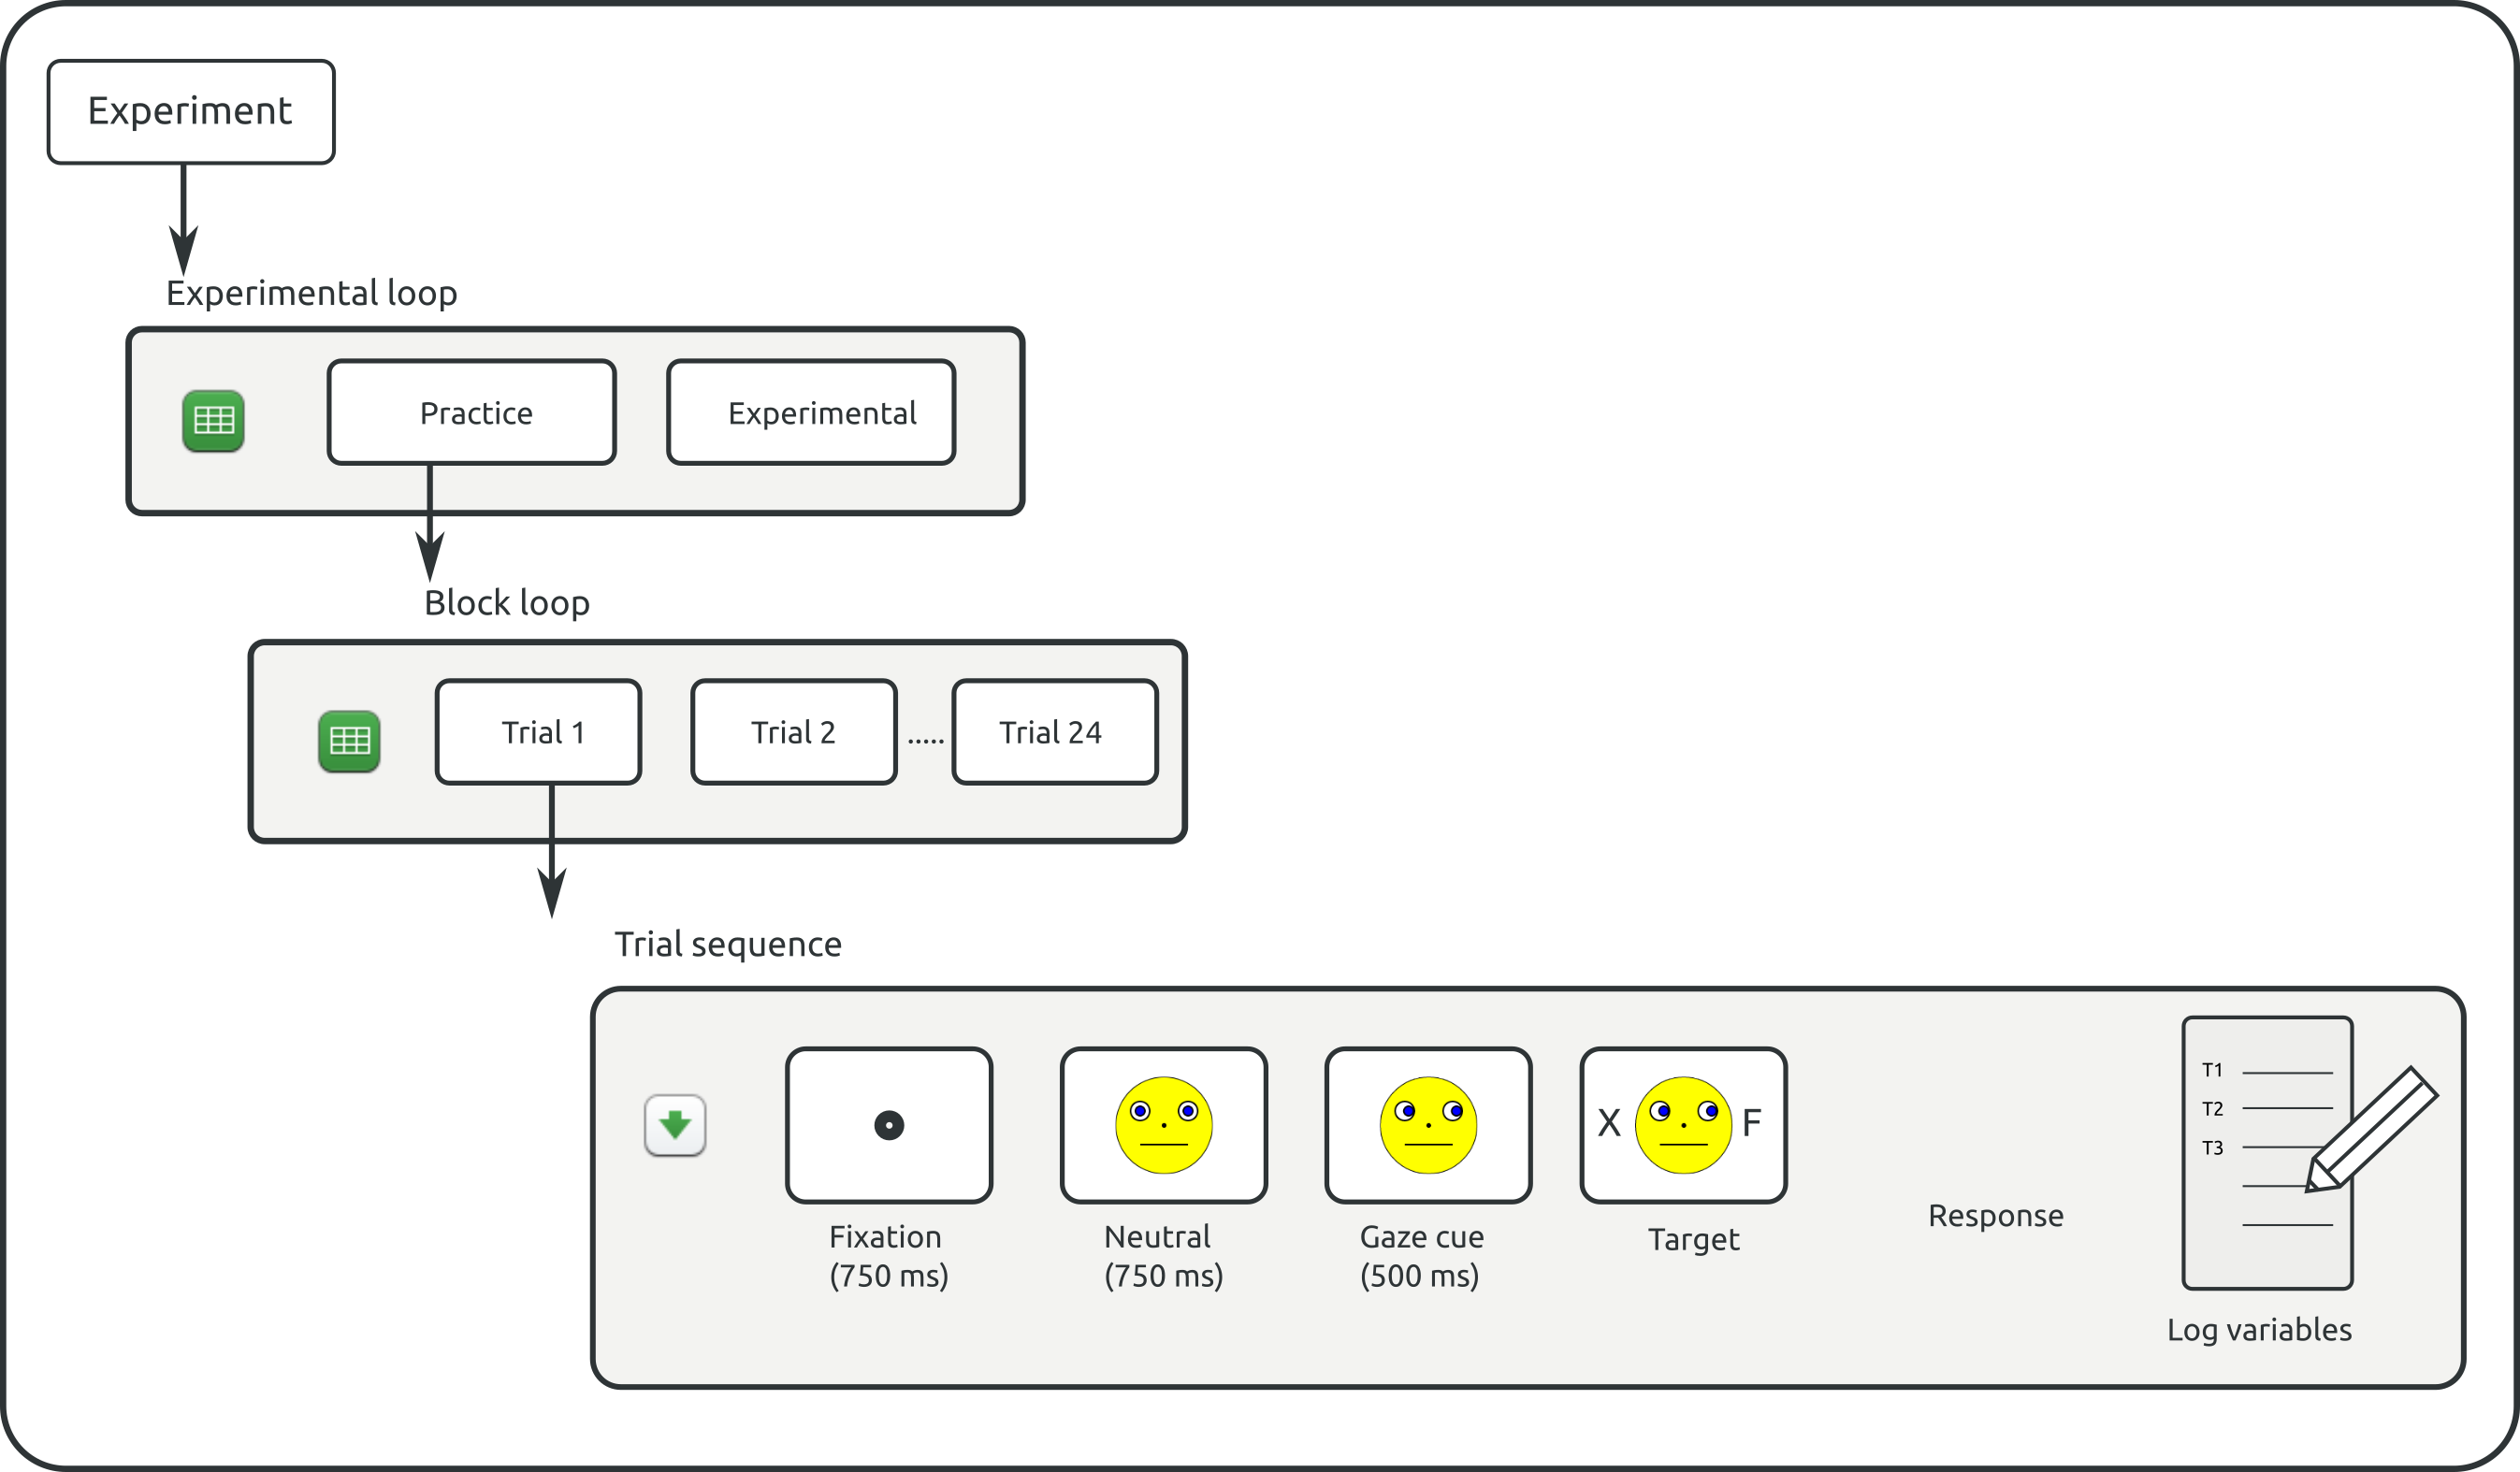 Experiment
Experimental loop
Practice
Experimental
Block loop
Trial 1
Trial 2
.....
Trial 24
Trial sequence
X
F
Fixation
(750 ms)
Neutral
(750 ms)
Gaze cue
(500 ms)
Target
Response
T1
T2
T3
Log variables